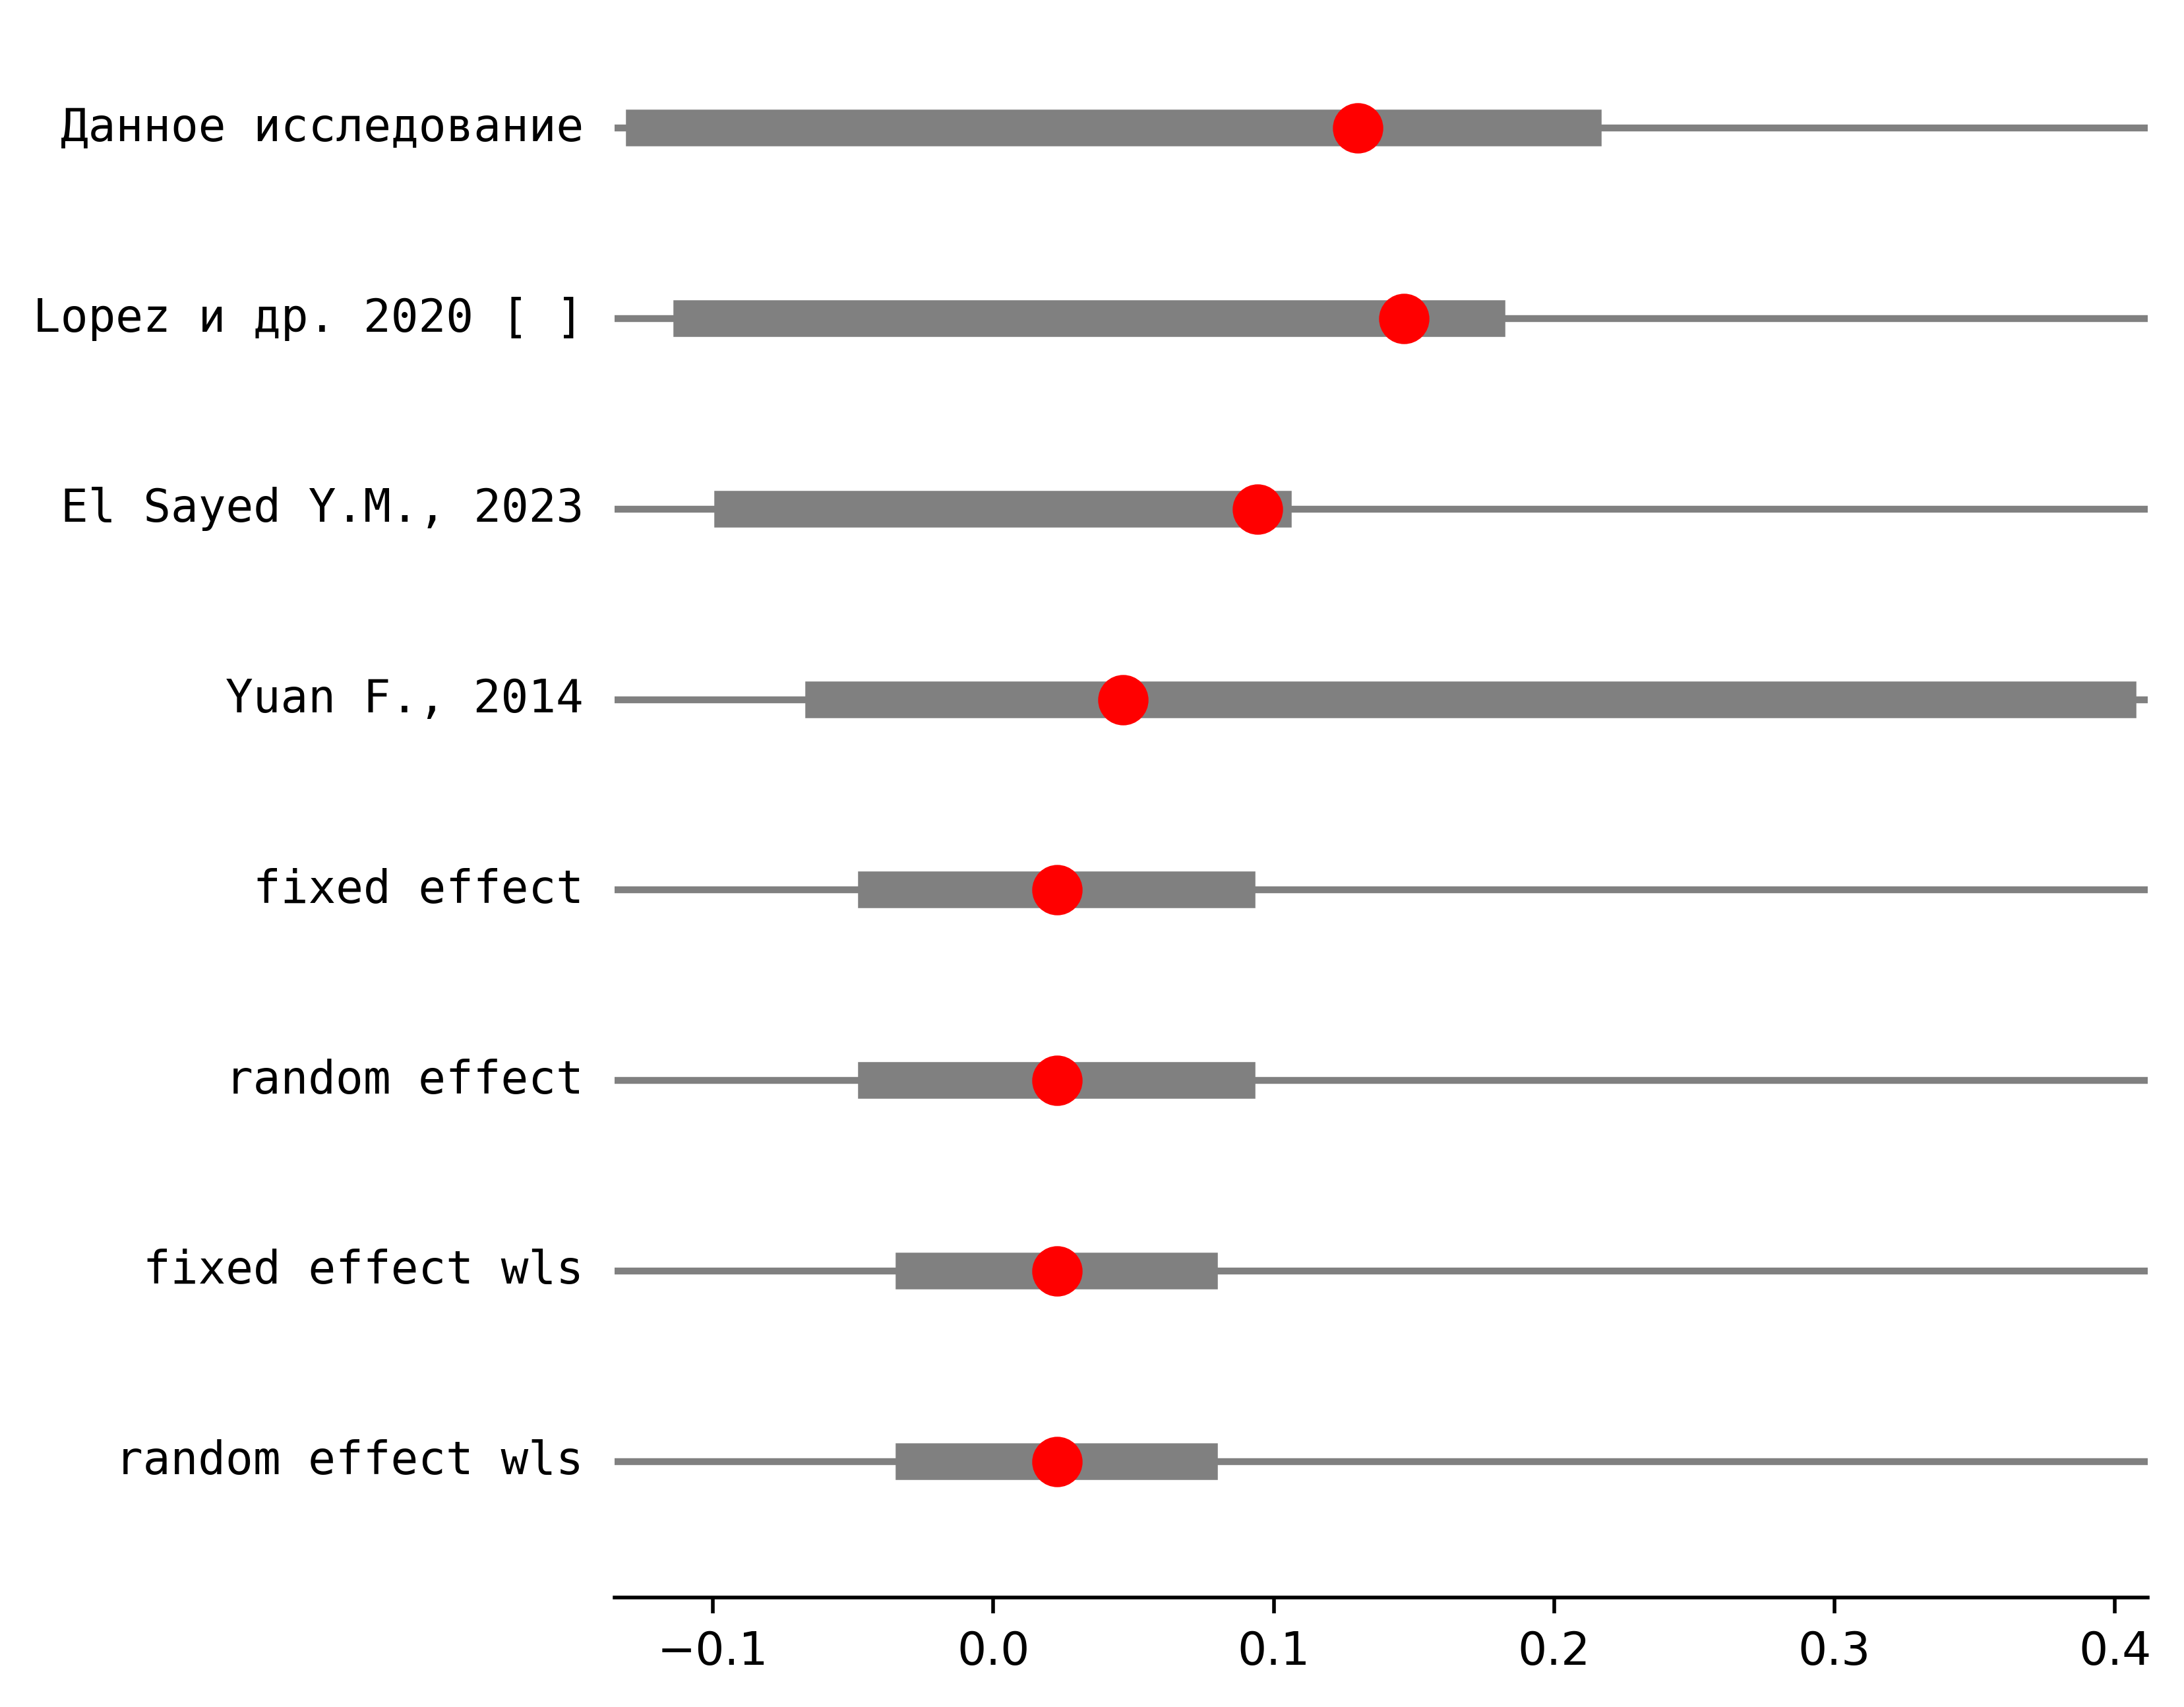 Данное исследование
Lopez и др. 2020 [ ]
El Sayed Y.M., 2023
Yuan F., 2014
fixed effect
random effect
fixed effect wls
random effect wls
−0.1 0.0 0.1 0.2 0.3 0.4